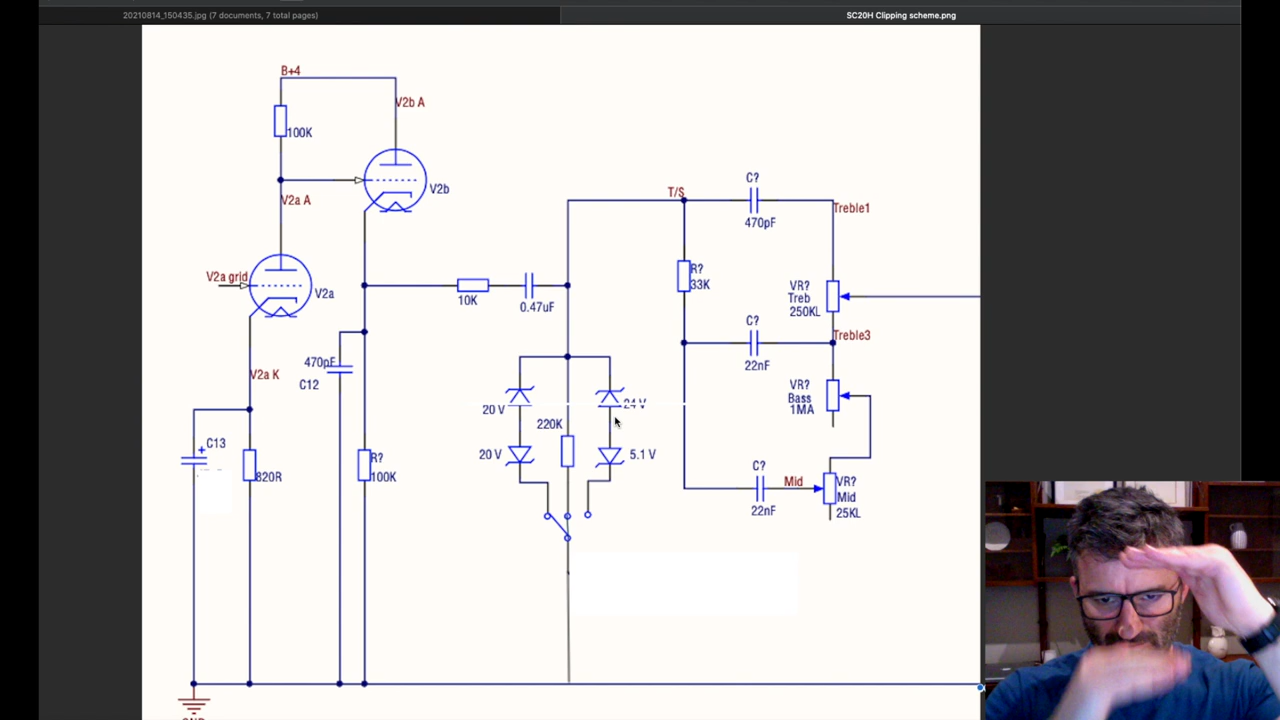 20210814_150435.jpg (7 documents, 7 total pages)
SC20H Clipping scheme.png
B+4
V2b A
100K
V2b
V2a A
V2a grid
V2a
T/S
C?
470pF
Treble1
R?
33K
10K
0.47uF
VR?
Treb
250KL
C?
22nF
Treble3
470pF
C12
V2a K
VR?
Bass
1MA
20 V
24 V
220K
20 V
5.1 V
C13
+
820R
R?
100K
C?
22nF
Mid
VR?
Mid
25KL